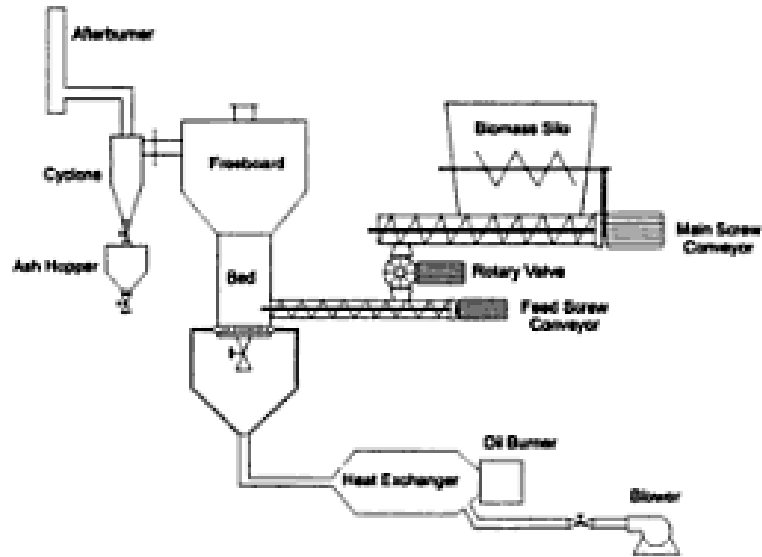 Afterburner
Biomass Silo
Freeboard
Cyclone
Main Screw
Conveyor
Ash Hopper
Bed
Rotary Valve
Feed Screw
Conveyor
Oil Burner
Heat Exchanger
Blower